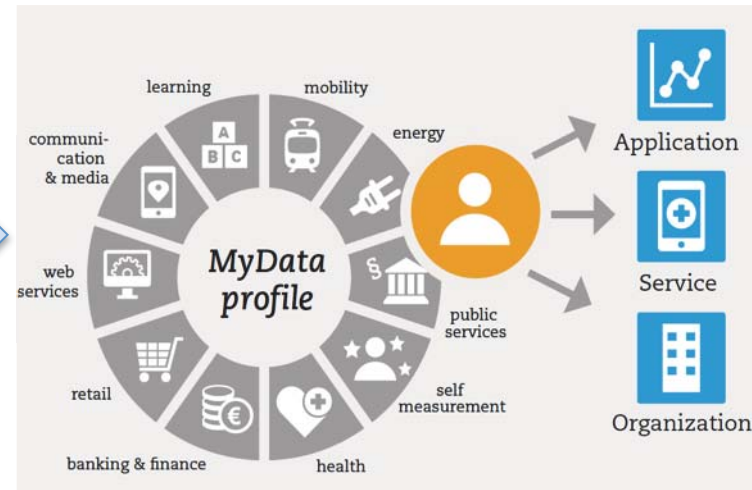 learning
mobility
communi-
cation
& media
energy
web
services
MyData
profile
public
services
retail
self
measurement
banking & finance
health
A
B C
§
€
Application
Service
Organization